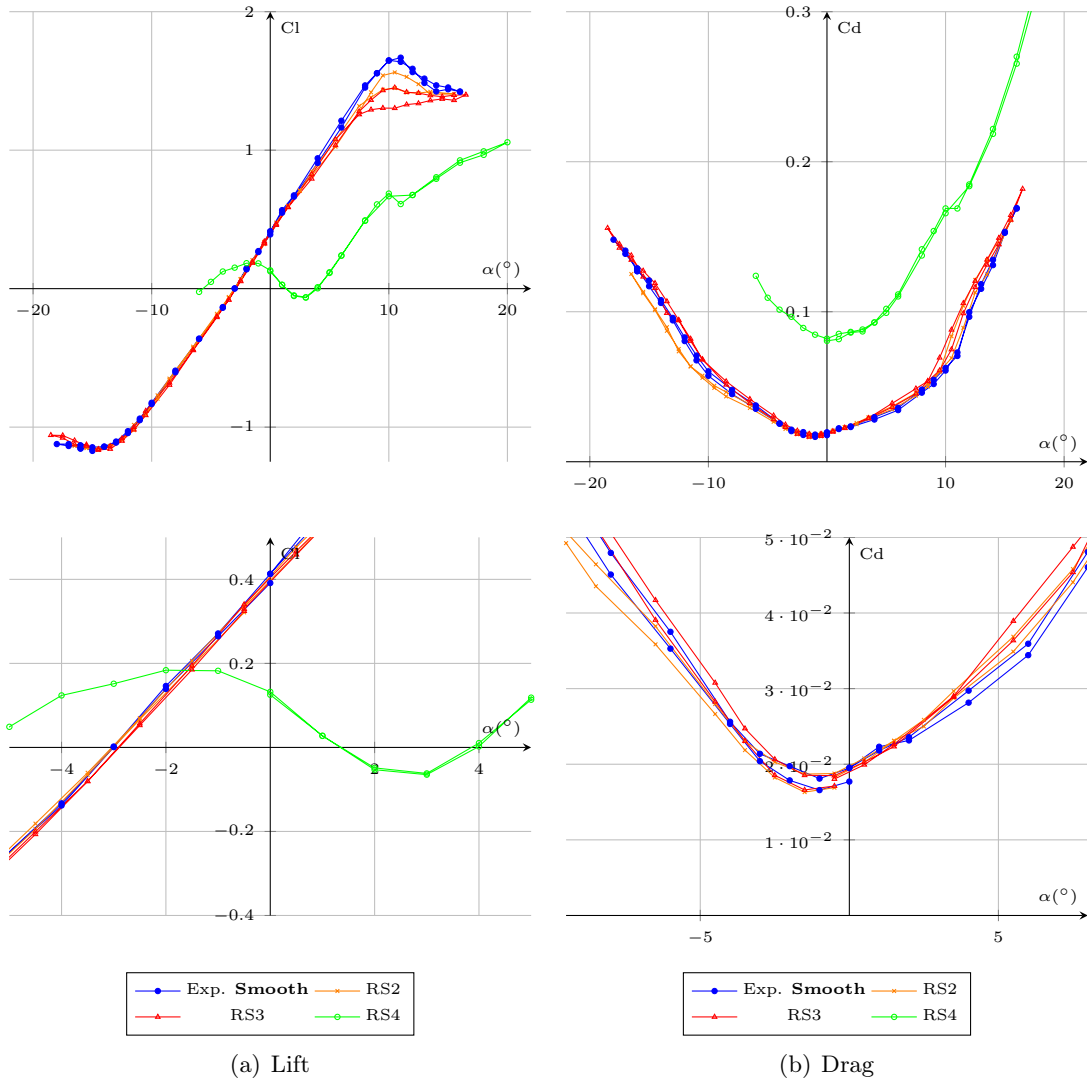 2
Cl
1
α(°)
−20
−10
10
20
−1
0.3
Cd
0.2
0.1
α(°)
−20
−10
10
20
Cl
0.4
0.2
α(°)
−4
−2
2
4
−0.2
−0.4
5 · 10−2
Cd
4 · 10−2
3 · 10−2
2 · 10−2
1 · 10−2
α(°)
−5
5
Exp. Smooth RS2
RS3 RS4
Exp. Smooth RS2
RS3 RS4
(a) Lift
(b) Drag